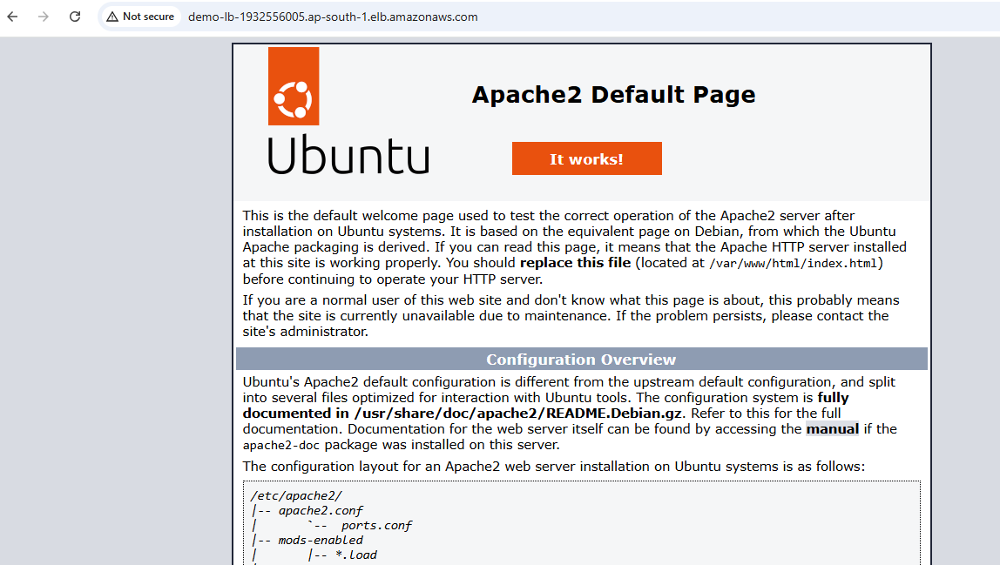 Not secure demo-lb-1932556005.ap-south-1.elb.amazonaws.com
Apache2 Default Page
Ubuntu
It works!
This is the default welcome page used to test the correct operation of the Apache2 server after
installation on Ubuntu systems. It is based on the equivalent page on Debian, from which the Ubuntu
Apache packaging is derived. If you can read this page, it means that the Apache HTTP server installed
at this site is working properly. You should replace this file (located at /var/www/html/index.html)
before continuing to operate your HTTP server.
If you are a normal user of this web site and don't know what this page is about, this probably means
that the site is currently unavailable due to maintenance. If the problem persists, please contact the
site's administrator.
Configuration Overview
Ubuntu's Apache2 default configuration is different from the upstream default configuration, and split
into several files optimized for interaction with Ubuntu tools. The configuration system is fully
documented in /usr/share/doc/apache2/README.Debian.gz. Refer to this for the full
documentation. Documentation for the web server itself can be found by accessing the manual if the
apache2-doc package was installed on this server.
The configuration layout for an Apache2 web server installation on Ubuntu systems is as follows:
/etc/apache2/
|-- apache2.conf
|       `--  ports.conf
|-- mods-enabled
|       |-- *.load